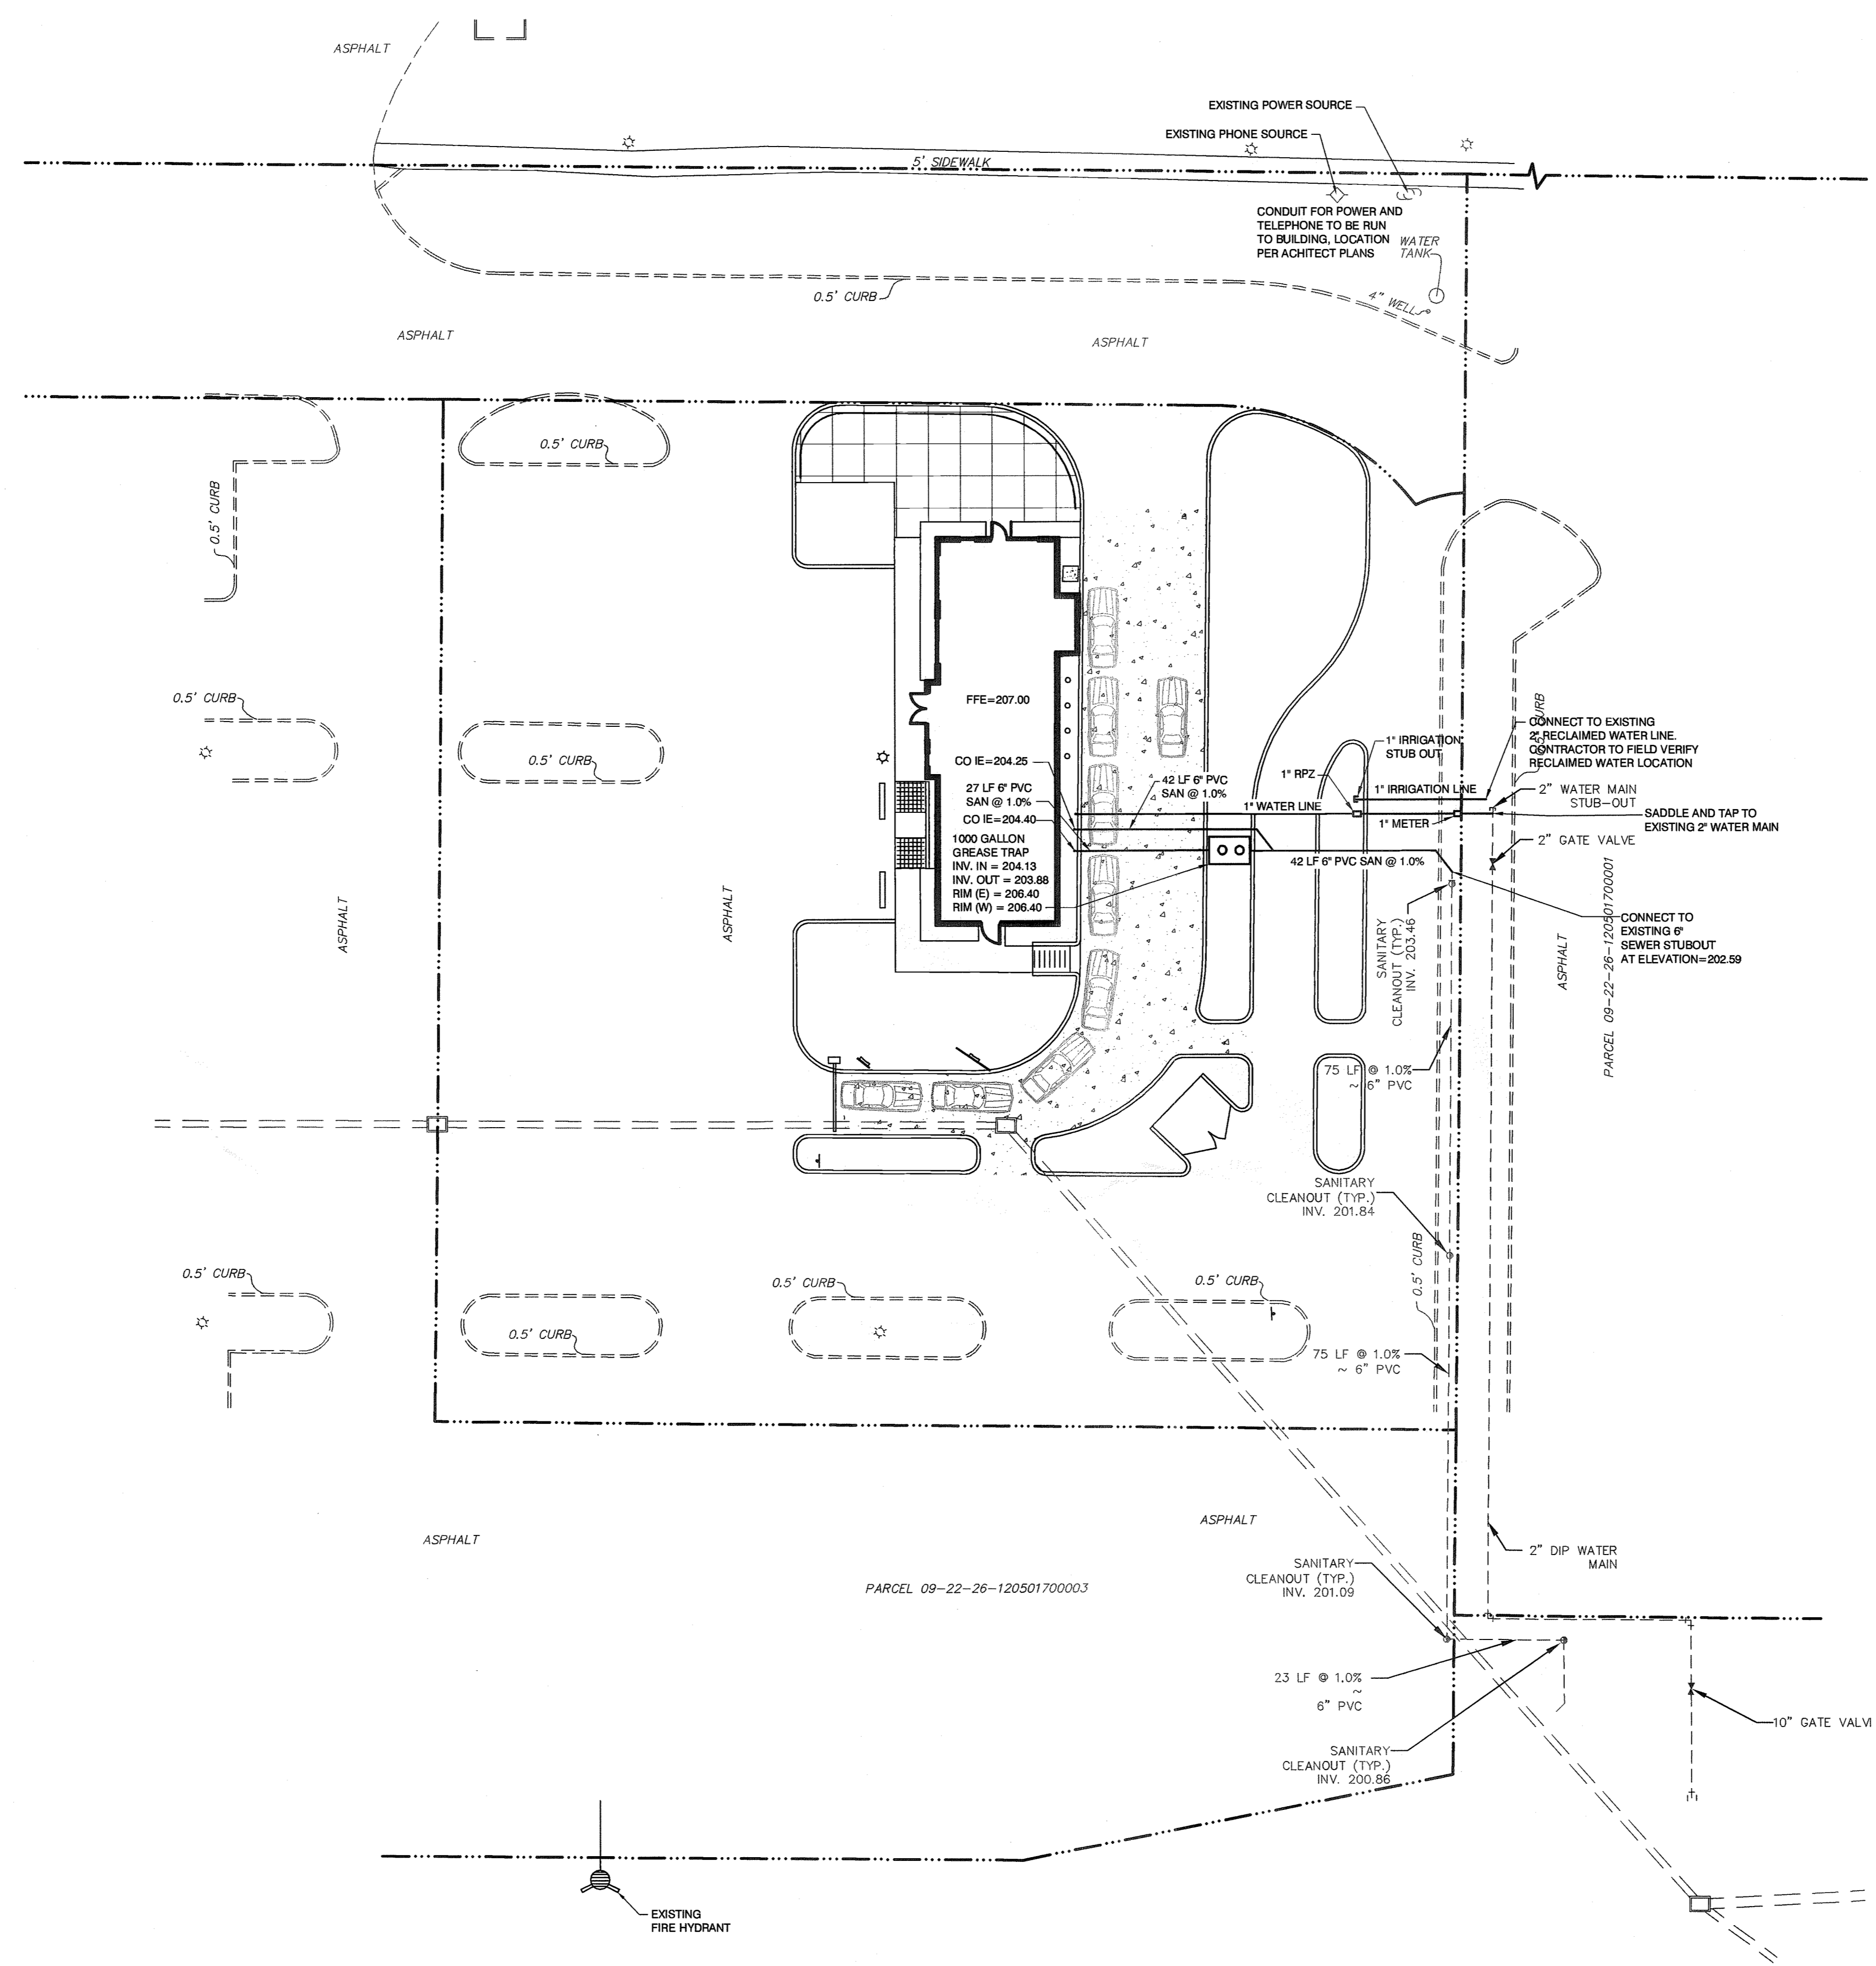 ASPHALT
EXISTING POWER SOURCE
EXISTING PHONE SOURCE
5' SIDEWALK
CONDUIT FOR POWER AND
TELEPHONE TO BE RUN
TO BUILDING, LOCATION
PER ACHITECT PLANS
WATER
TANK
0.5' CURB
4" WELL
ASPHALT
ASPHALT
0.5' CURB
0.5' CURB
0.5' CURB
0.5' CURB
FFE=207.00
CO IE=204.25
27 LF 6" PVC
SAN @ 1.0%
CO IE=204.40
1000 GALLON
GREASE TRAP
INV. IN = 204.13
INV. OUT = 203.88
RIM (E) = 206.40
RIM (W) = 206.40
42 LF 6" PVC
SAN @ 1.0%
1" IRRIGATION
STUB OUT
1" RPZ
1" IRRIGATION LINE
1" WATER LINE
1" METER
42 LF 6" PVC SAN @ 1.0%
0.5' CURB
CONNECT TO EXISTING
2" RECLAIMED WATER LINE.
CONTRACTOR TO FIELD VERIFY
RECLAIMED WATER LOCATION
2" WATER MAIN
STUB-OUT
SADDLE AND TAP TO
EXISTING 2" WATER MAIN
2" GATE VALVE
PARCEL 09-22-26-120501700001
CONNECT TO
EXISTING 6"
SEWER STUBOUT
AT ELEVATION=202.59
ASPHALT
ASPHALT
ASPHALT
SANITARY
CLEANOUT (TYP.)
INV. 203.46
75 LF @ 1.0%
~ 6" PVC
SANITARY
CLEANOUT (TYP.)
INV. 201.84
0.5' CURB
0.5' CURB
0.5' CURB
0.5' CURB
0.5' CURB
0.5' CURB
75 LF @ 1.0%
~ 6" PVC
ASPHALT
ASPHALT
2" DIP WATER
MAIN
SANITARY
CLEANOUT (TYP.)
INV. 201.09
PARCEL 09-22-26-120501700003
23 LF @ 1.0%
~
6" PVC
10" GATE VALV
SANITARY
CLEANOUT (TYP.)
INV. 200.86
EXISTING
FIRE HYDRANT